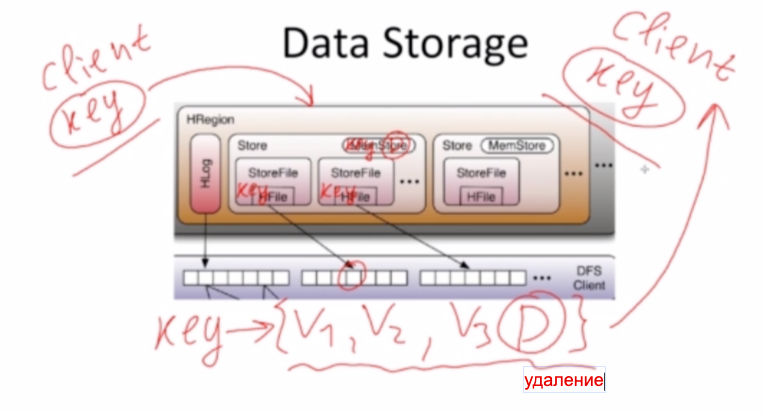 Data Storage
client
key
client
key
HRegion
HLog
Store
key D
StoreFile
StoreFile
key HFile
key HFile
Store
MemStore
StoreFile
HFile
DFS
Client
key → {V1, V2, V3 D}
удаление